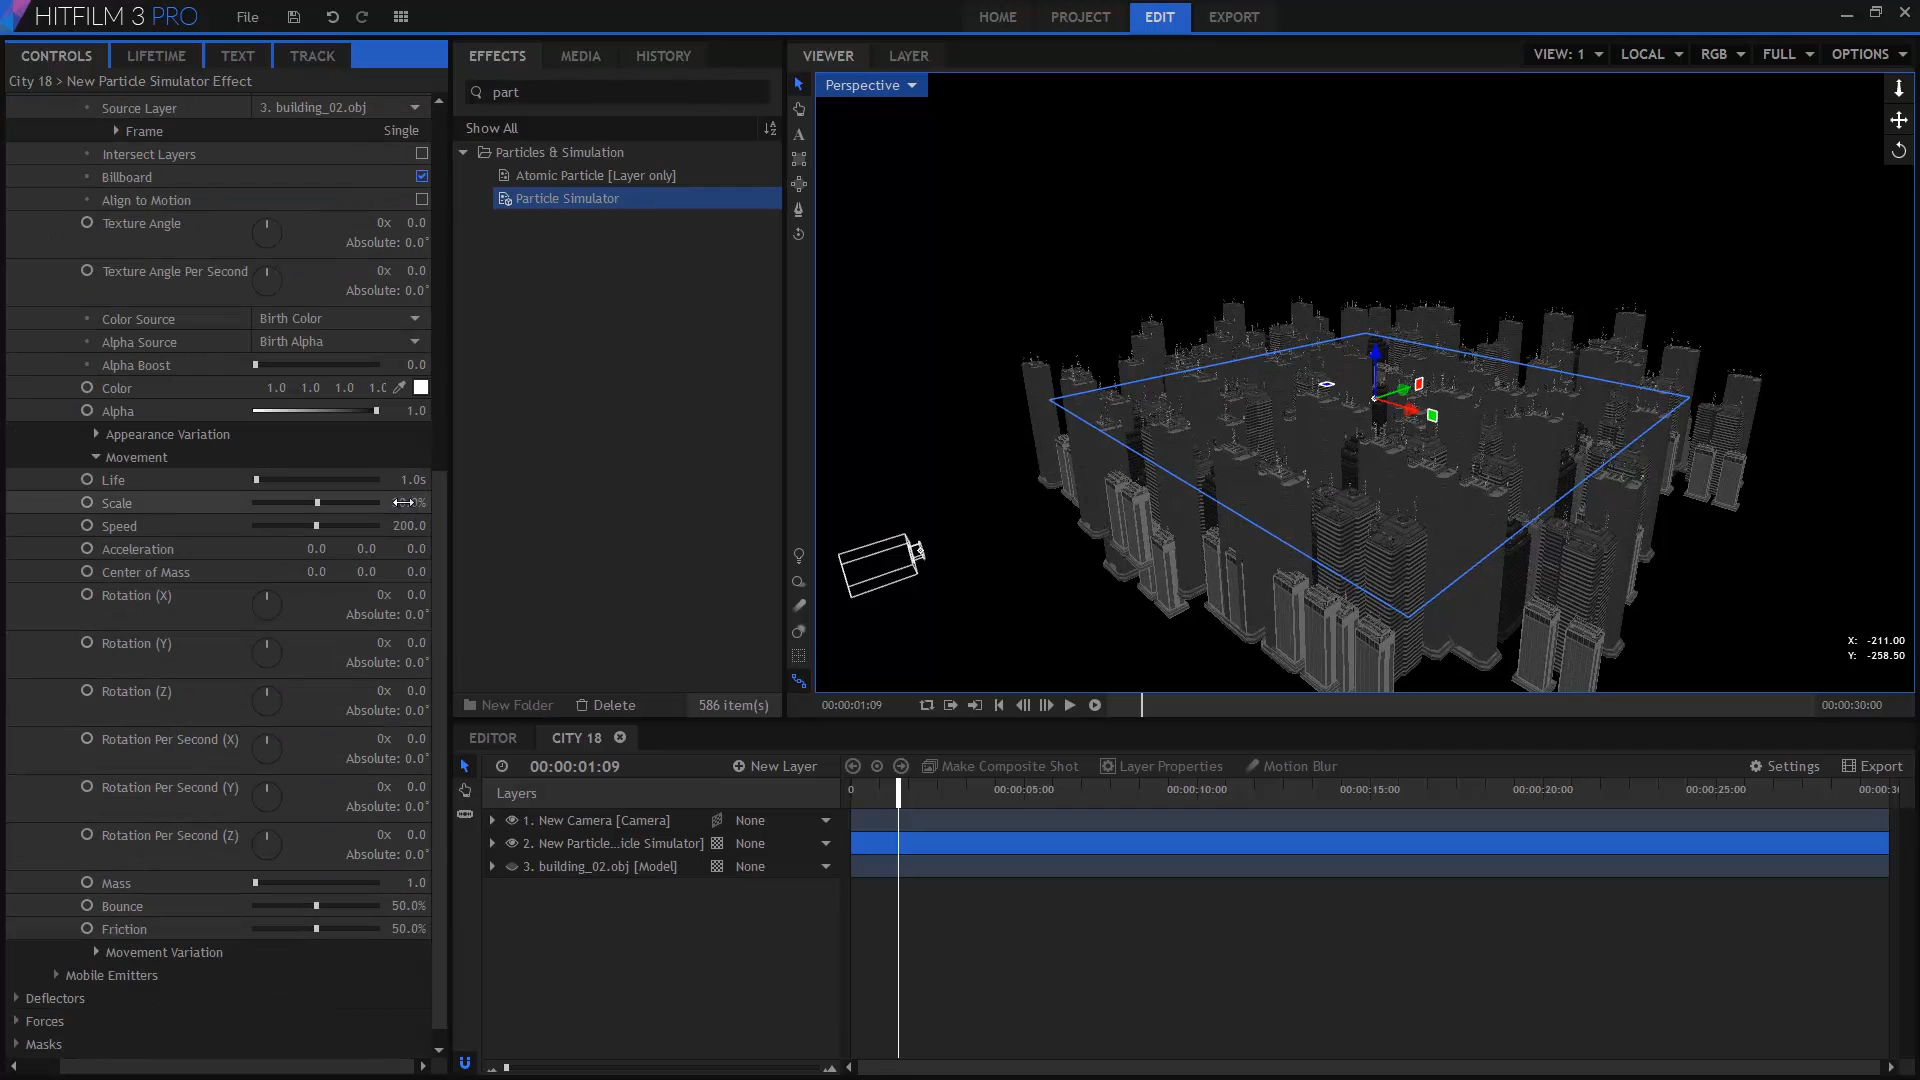 HITFILM 3 PRO
File
HOME
PROJECT
EDIT
EXPORT
CONTROLS
LIFETIME
TEXT
TRACK
City 18 > New Particle Simulator Effect
Source Layer
3. building_02.obj
Frame
Single
Intersect Layers
Billboard
Align to Motion
Texture Angle
0x 0.0
Absolute: 0.0°
Texture Angle Per Second
0x 0.0
Absolute: 0.0°
Color Source
Birth Color
Alpha Source
Birth Alpha
Alpha Boost
0.0
Color
1.0 1.0 1.0
Alpha
1.0
Appearance Variation
Movement
Life
1.0s
Scale
Speed
200.0
Acceleration
0.0 0.0 0.0
Center of Mass
0.0 0.0 0.0
Rotation (X)
0x 0.0
Absolute: 0.0°
Rotation (Y)
0x 0.0
Absolute: 0.0°
Rotation (Z)
0x 0.0
Absolute: 0.0°
Rotation Per Second (X)
0x 0.0
Absolute: 0.0°
Rotation Per Second (Y)
0x 0.0
Absolute: 0.0°
Rotation Per Second (Z)
0x 0.0
Absolute: 0.0°
Mass
1.0
Bounce
50.0%
Friction
50.0%
Movement Variation
Mobile Emitters
Deflectors
Forces
Masks
EFFECTS
MEDIA
HISTORY
part
Show All
Particles & Simulation
Atomic Particle [Layer only]
Particle Simulator
New Folder
Delete
586 item(s)
VIEWER
LAYER
VIEW: 1
LOCAL
RGB
FULL
OPTIONS
Perspective
X: -211.00
Y: -258.50
00:00:01:09
00:00:30:00
EDITOR
CITY 18
00:00:01:09
New Layer
Make Composite Shot
Layer Properties
Motion Blur
Settings
Export
Layers
0
00:00:05:00
00:00:10:00
00:00:15:00
00:00:20:00
00:00:25:00
1. New Camera [Camera]
None
2. New Particle...icle Simulator]
None
3. building_02.obj [Model]
None